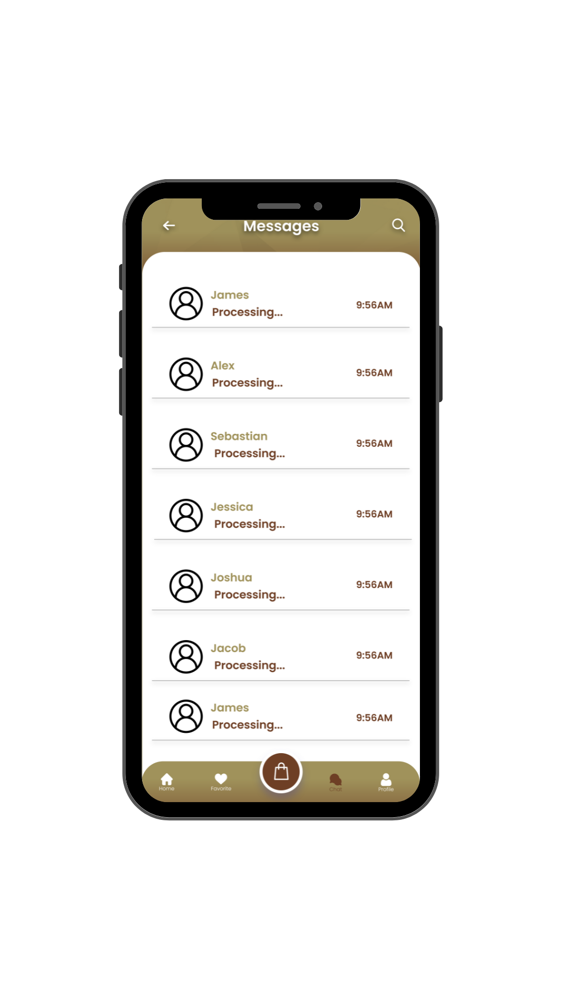 Messages
James
Processing...
9:56AM
Alex
Processing...
9:56AM
Sebastian
Processing...
9:56AM
Jessica
Processing...
9:56AM
Joshua
Processing...
9:56AM
Jacob
Processing...
9:56AM
James
Processing...
9:56AM
Home
Favorite
Chat
Profile